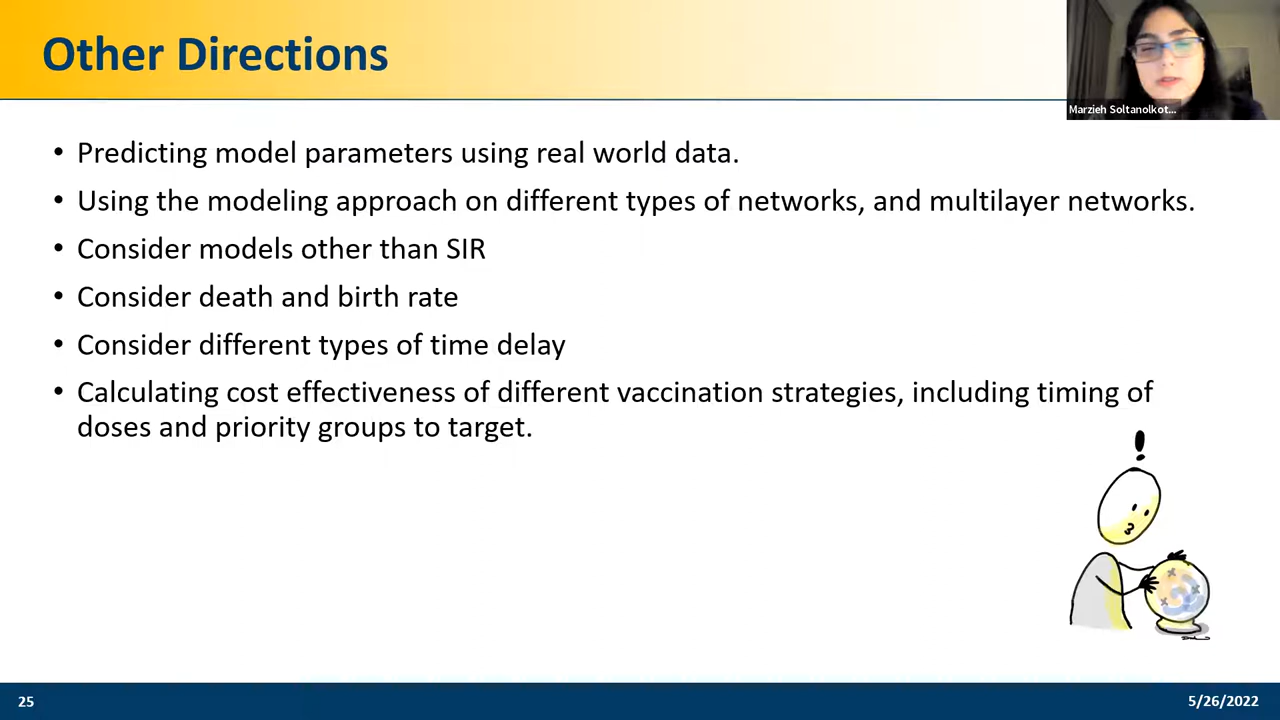 Other Directions
Marzieh Soltanolkot...
• Predicting model parameters using real world data.
• Using the modeling approach on different types of networks, and multilayer networks.
• Consider models other than SIR
• Consider death and birth rate
• Consider different types of time delay
• Calculating cost effectiveness of different vaccination strategies, including timing of
doses and priority groups to target.
!
25
5/26/2022